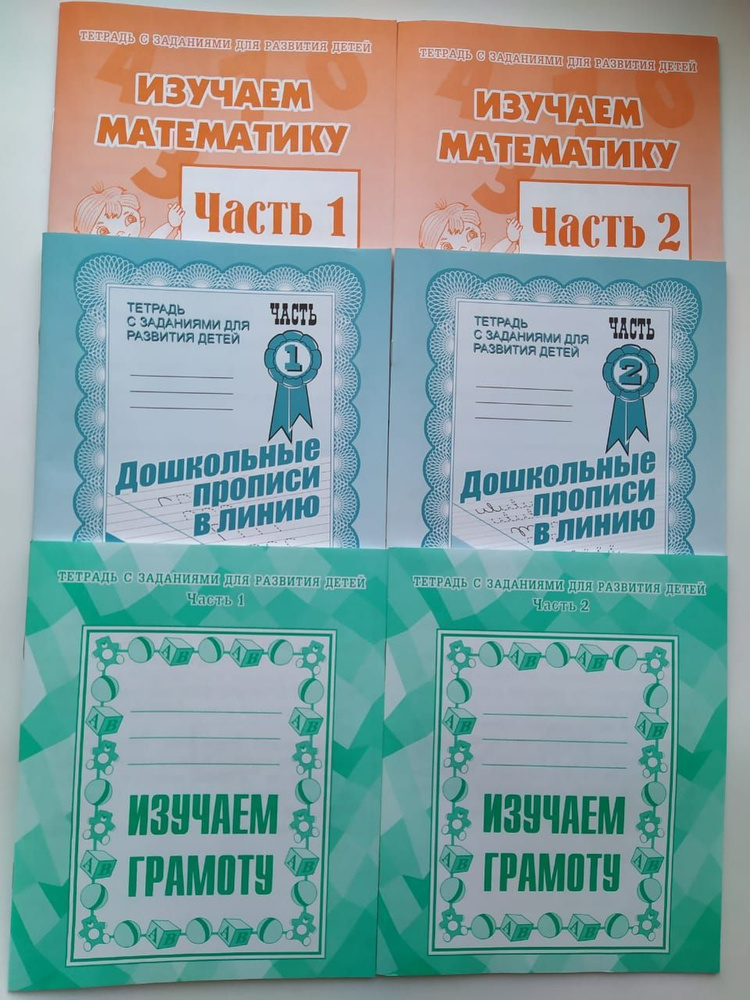 ТЕТРАДЬ С ЗАДАНИЯМИ ДЛЯ РАЗВИТИЯ ДЕТЕЙ
ИЗУЧАЕМ
МАТЕМАТИКУ
Часть 1
ТЕТРАДЬ С ЗАДАНИЯМИ ДЛЯ РАЗВИТИЯ ДЕТЕЙ
ИЗУЧАЕМ
МАТЕМАТИКУ
Часть 2
ТЕТРАДЬ
С ЗАДАНИЯМИ ДЛЯ
РАЗВИТИЯ ДЕТЕЙ
ЧАСТЬ
1
ДОШКОЛЬНЫЕ
ПРОПИСИ
В ЛИНИЮ
ТЕТРАДЬ
С ЗАДАНИЯМИ ДЛЯ
РАЗВИТИЯ ДЕТЕЙ
ЧАСТЬ
2
ДОШКОЛЬНЫЕ
ПРОПИСИ
В ЛИНИЮ
ТЕТРАДЬ С ЗАДАНИЯМИ ДЛЯ РАЗВИТИЯ ДЕТЕЙ
Часть 1
ИЗУЧАЕМ
ГРАМОТУ
ТЕТРАДЬ С ЗАДАНИЯМИ ДЛЯ РАЗВИТИЯ ДЕТЕЙ
Часть 2
ИЗУЧАЕМ
ГРАМОТУ